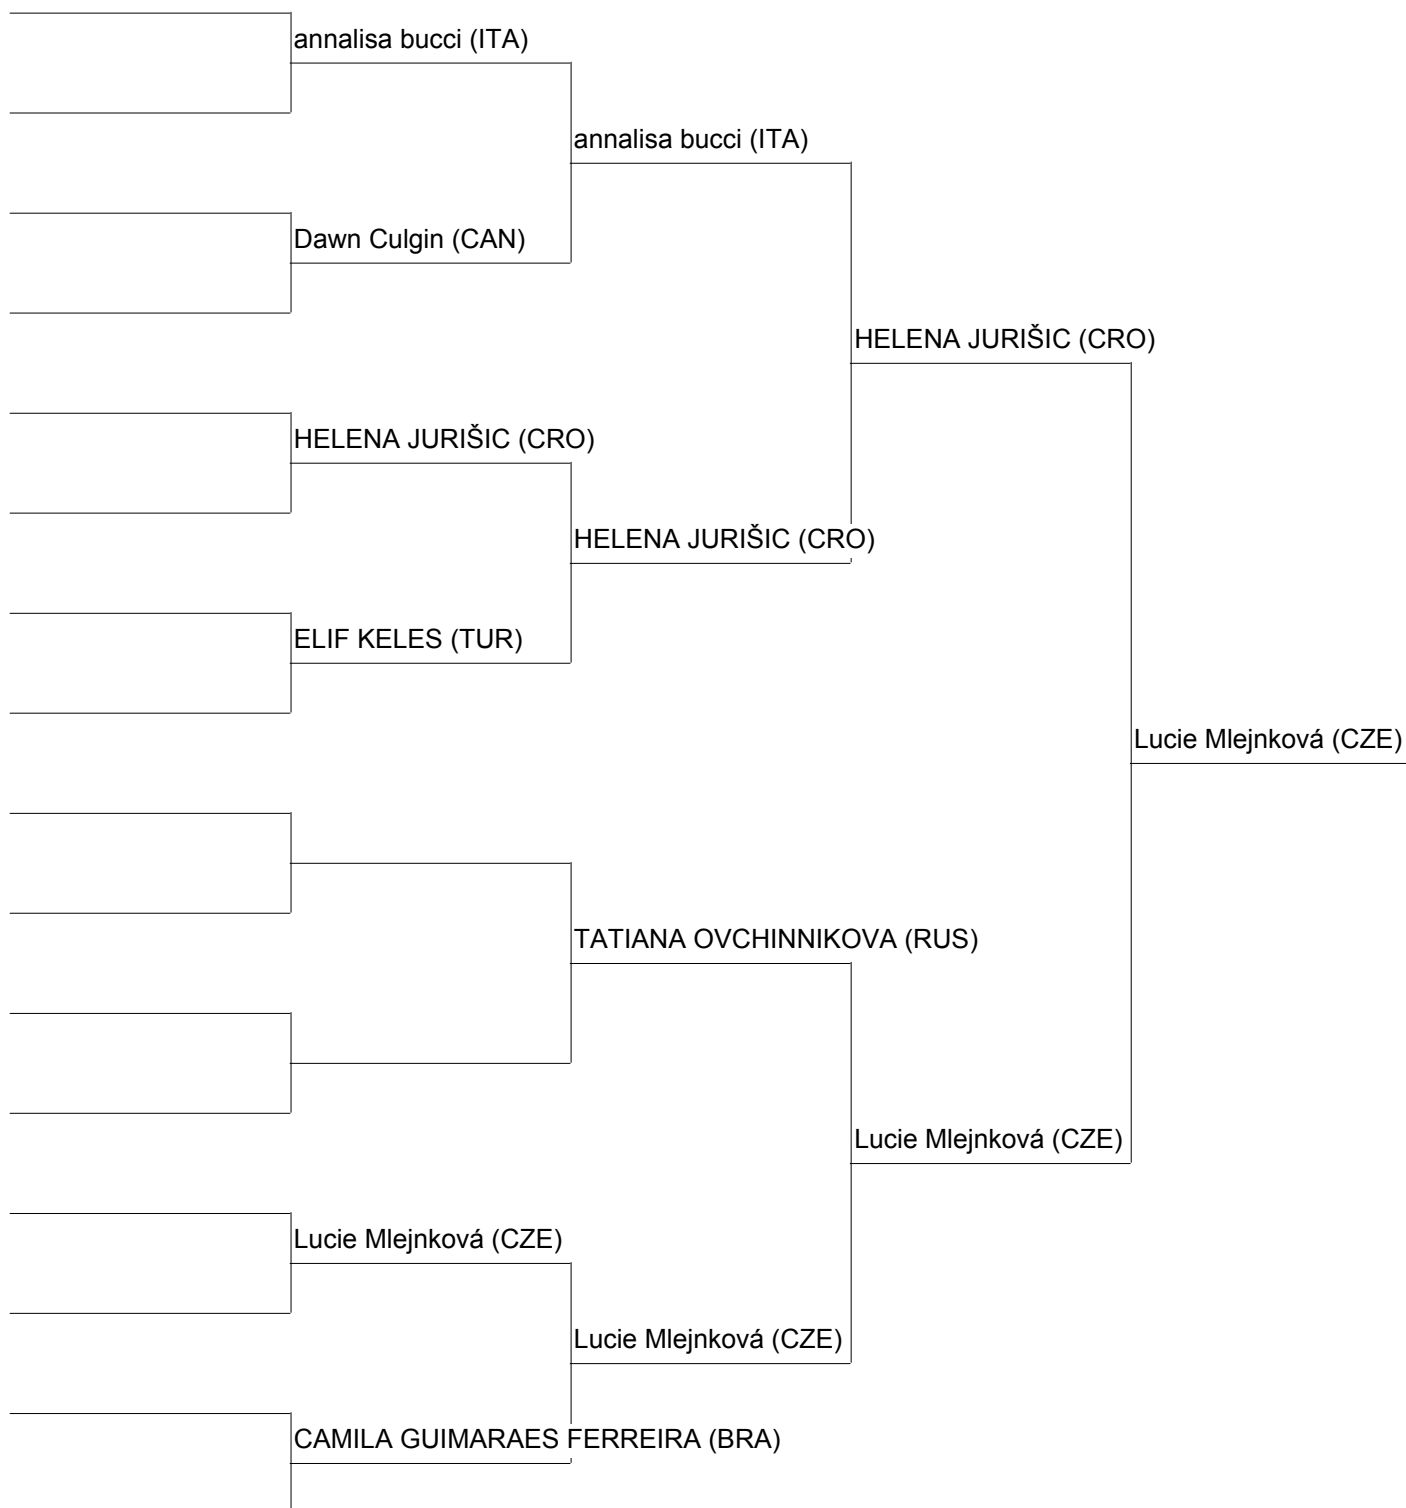 annalisa bucci (ITA)
annalisa bucci (ITA)
Dawn Culgin (CAN)
HELENA JURIŠIC (CRO)
HELENA JURIŠIC (CRO)
HELENA JURIŠIC (CRO)
ELIF KELES (TUR)
Lucie Mlejnková (CZE)
TATIANA OVCHINNIKOVA (RUS)
Lucie Mlejnková (CZE)
Lucie Mlejnková (CZE)
Lucie Mlejnková (CZE)
CAMILA GUIMARAES FERREIRA (BRA)